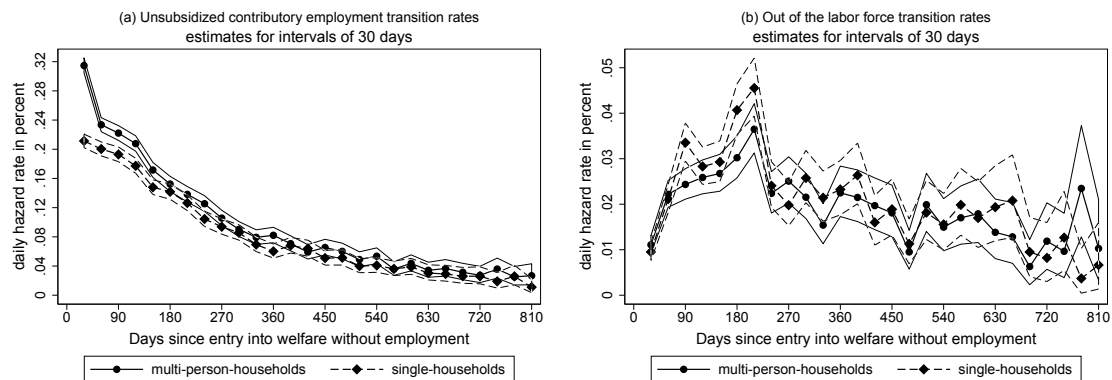 (a) Unsubsidized contributory employment transition rates
estimates for intervals of 30 days
daily hazard rate in percent
0 .04 .08 .12 .16 .2 .24 .28 .32
0 90 180 270 360 450 540 630 720 810
Days since entry into welfare without employment
multi-person-households single-households
(b) Out of the labor force transition rates
estimates for intervals of 30 days
daily hazard rate in percent
0 .01 .02 .03 .04 .05
0 90 180 270 360 450 540 630 720 810
Days since entry into welfare without employment
multi-person-households single-households